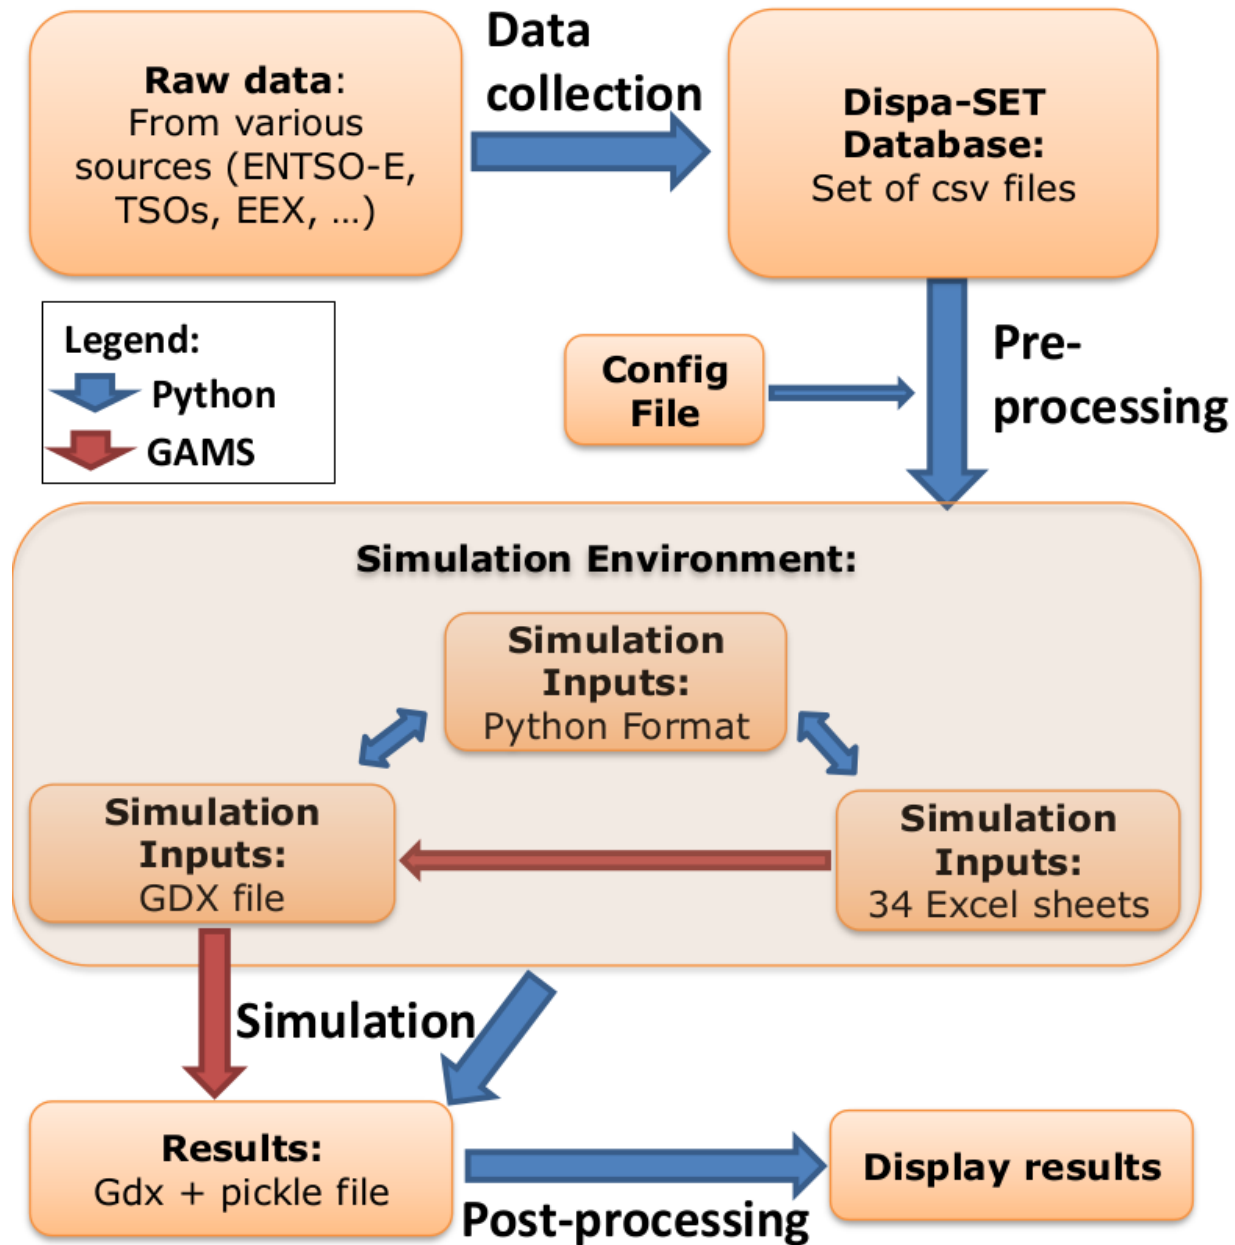 Raw data:
From various
sources (ENTSO-E,
TSOs, EEX, ...)
Data
collection
Dispa-SET
Database:
Set of csv files
Legend:
Python
GAMS
Config
File
Pre-
processing
Simulation Environment:
Simulation
Inputs:
Python Format
Simulation
Inputs:
GDX file
Simulation
Inputs:
34 Excel sheets
Simulation
Results:
Gdx + pickle file
Post-processing
Display results